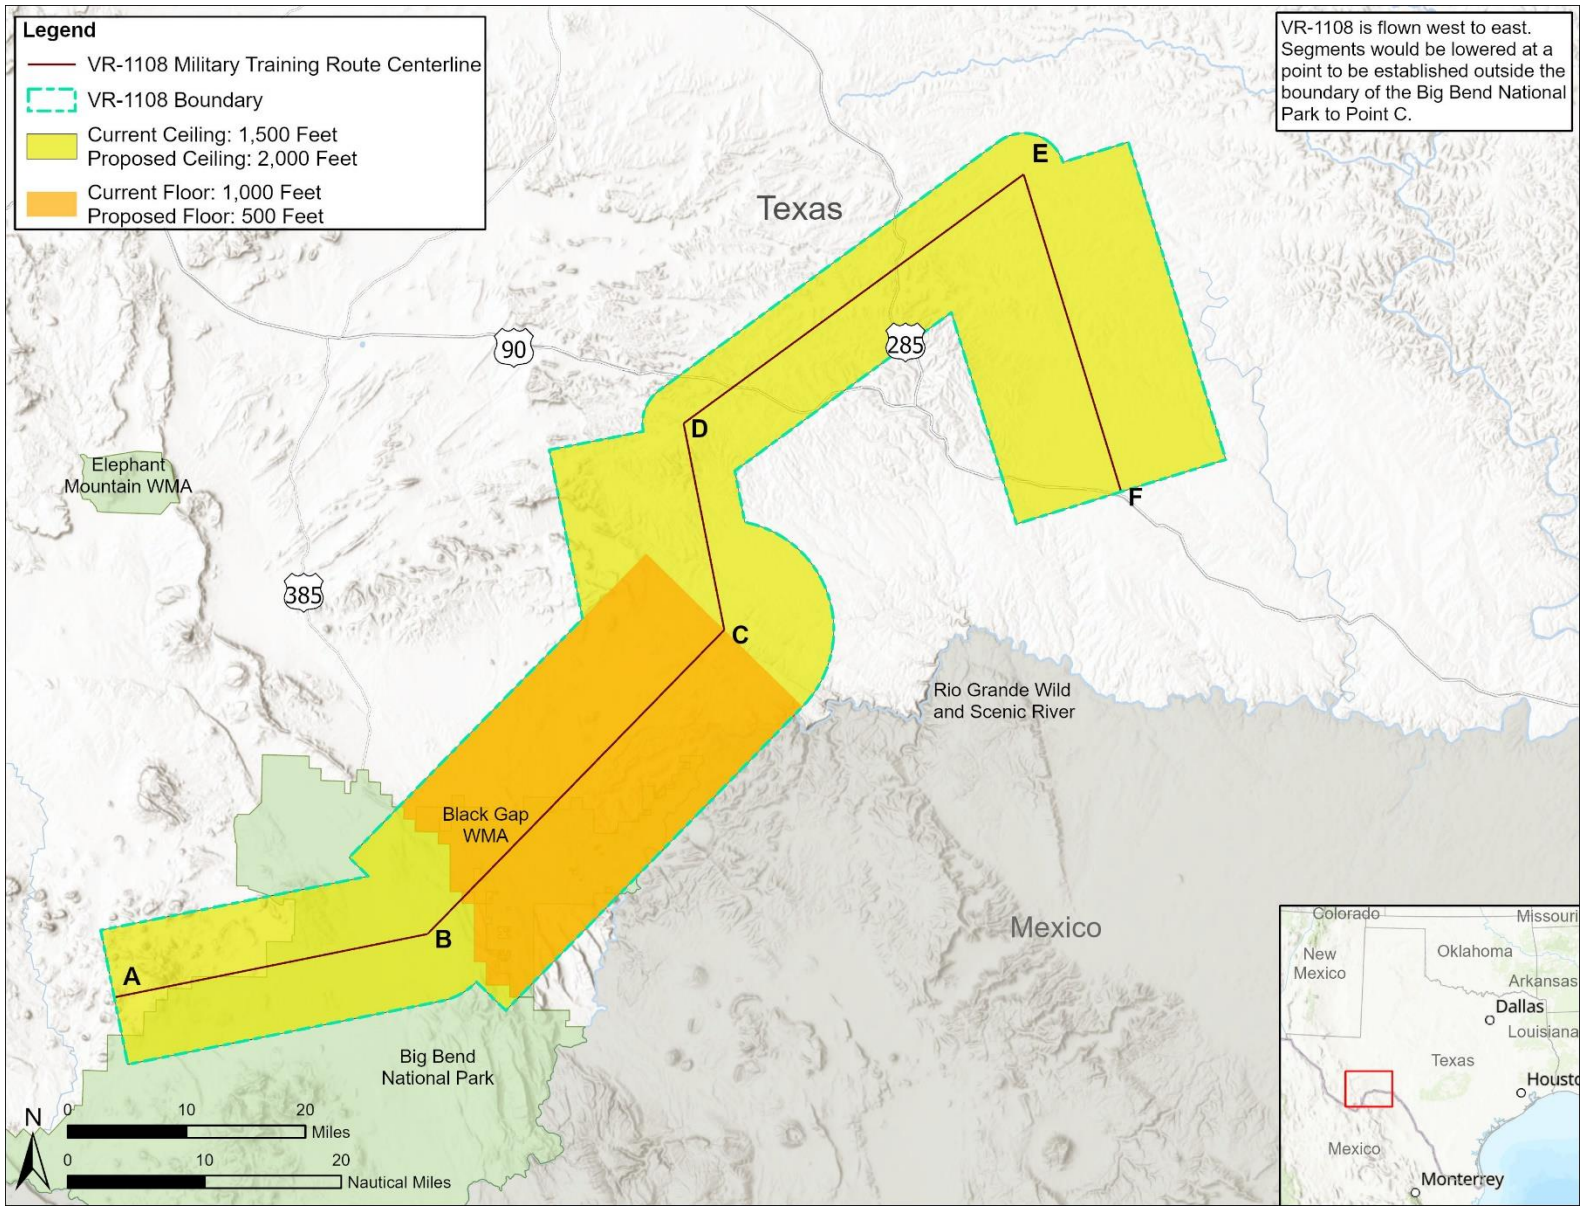 Legend
VR-1108 Military Training Route Centerline
VR-1108 Boundary
Current Ceiling: 1,500 Feet
Proposed Ceiling: 2,000 Feet
Current Floor: 1,000 Feet
Proposed Floor: 500 Feet
VR-1108 is flown west to east.
Segments would be lowered at a
point to be established outside the
boundary of the Big Bend National
Park to Point C.
E
Texas
90
285
D
Elephant
Mountain WMA
F
385
C
Rio Grande Wild
and Scenic River
Black Gap
WMA
Mexico
B
A
Big Bend
National Park
N
0 10 20
Miles
0 10 20
Nautical Miles
Colorado
Missouri
New
Mexico
Oklahoma
Arkansas
Dallas
Louisiana
Texas
Housto
Mexico
Monterrey